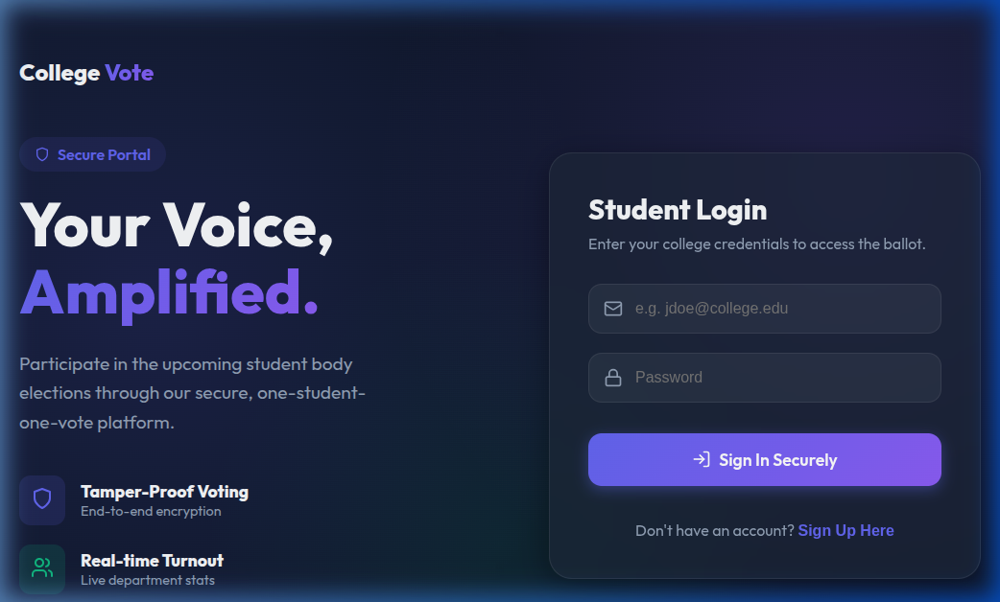 College Vote
Secure Portal
Your Voice,
Amplified.
Participate in the upcoming student body
elections through our secure, one-student-
one-vote platform.
Tamper-Proof Voting
End-to-end encryption
Real-time Turnout
Live department stats
Student Login
Enter your college credentials to access the ballot.
e.g. jdoe@college.edu
Password
Sign In Securely
Don't have an account? Sign Up Here